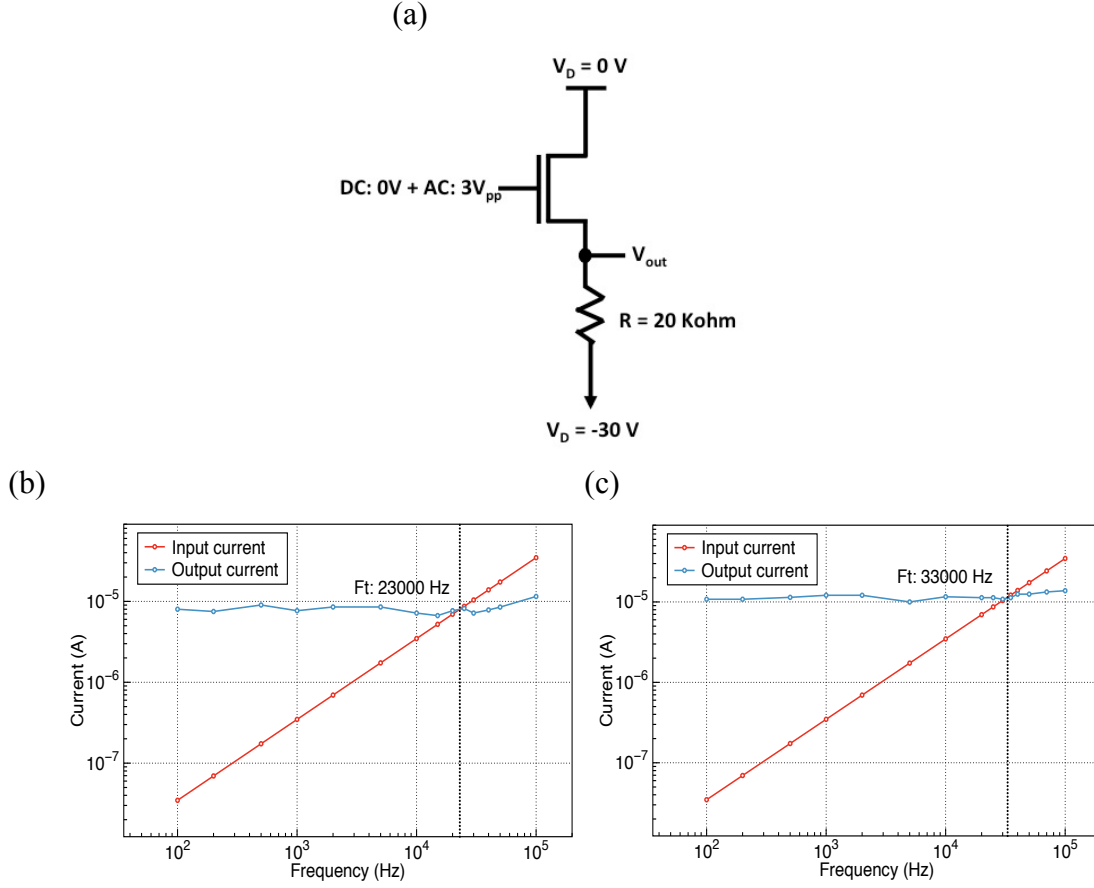 (a)
V_D = 0 V
DC: 0V + AC: 3V_pp
V_out
R = 20 Kohm
V_D = -30 V
(b)
Input current
Output current
Ft: 23000 Hz
10^-5
10^-6
10^-7
Current (A)
10^2
10^3
10^4
10^5
Frequency (Hz)
(c)
Input current
Output current
Ft: 33000 Hz
10^-5
10^-6
10^-7
Current (A)
10^2
10^3
10^4
10^5
Frequency (Hz)